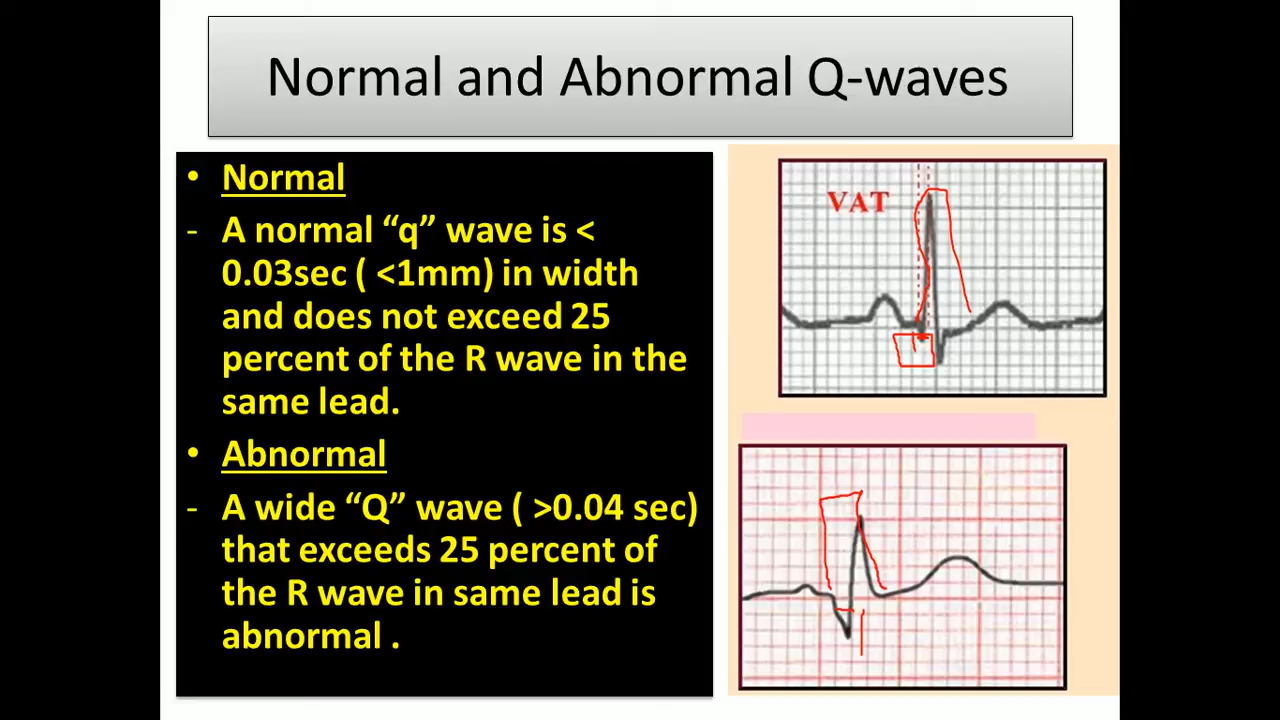 Normal and Abnormal Q-waves
• Normal
- A normal “q” wave is <
0.03sec ( <1mm) in width
and does not exceed 25
percent of the R wave in the
same lead.
• Abnormal
- A wide “Q” wave ( >0.04 sec)
that exceeds 25 percent of
the R wave in same lead is
abnormal .
VAT